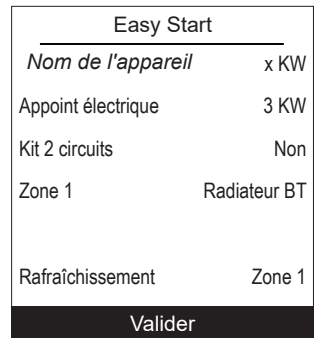 Easy Start
Nom de l'appareil x KW
Appoint électrique 3 KW
Kit 2 circuits Non
Zone 1 Radiateur BT
Rafraîchissement Zone 1
Valider